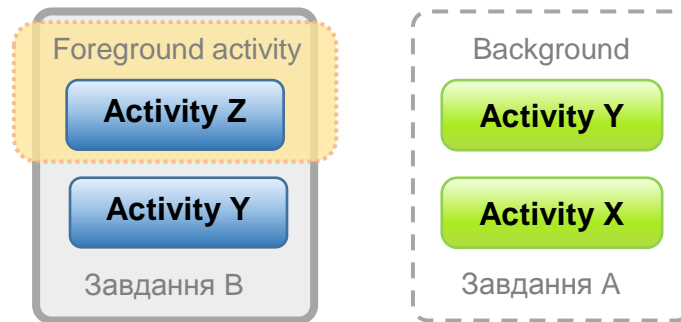 Foreground activity
Activity Z
Activity Y
Завдання B
Background
Activity Y
Activity X
Завдання A